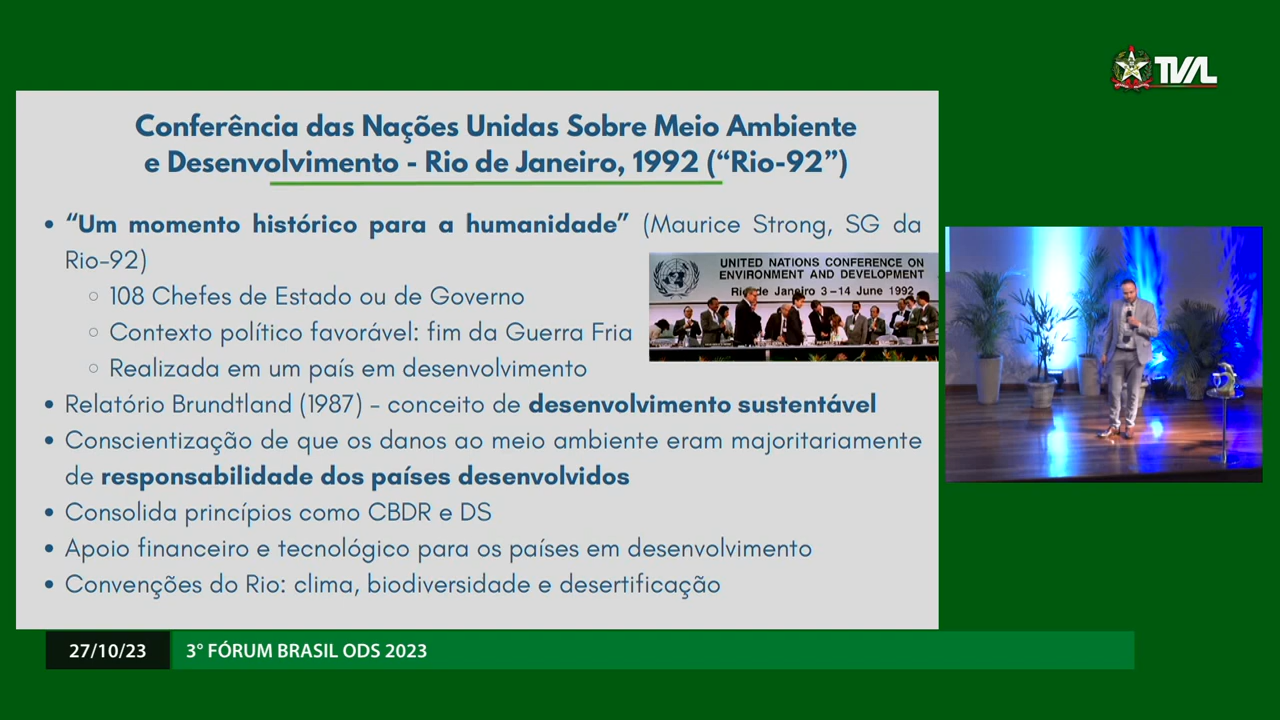 TVAL
Conferência das Nações Unidas Sobre Meio Ambiente
e Desenvolvimento - Rio de Janeiro, 1992 (“Rio-92”)
• “Um momento histórico para a humanidade” (Maurice Strong, SG da
Rio-92)
○ 108 Chefes de Estado ou de Governo
○ Contexto político favorável: fim da Guerra Fria
○ Realizada em um país em desenvolvimento
UNITED NATIONS CONFERENCE ON
ENVIRONMENT AND DEVELOPMENT
Rio de Janeiro 3–14 June 1992
• Relatório Brundtland (1987) - conceito de desenvolvimento sustentável
• Conscientização de que os danos ao meio ambiente eram majoritariamente
de responsabilidade dos países desenvolvidos
• Consolida princípios como CBDR e DS
• Apoio financeiro e tecnológico para os países em desenvolvimento
• Convenções do Rio: clima, biodiversidade e desertificação
27/10/23
3° FÓRUM BRASIL ODS 2023